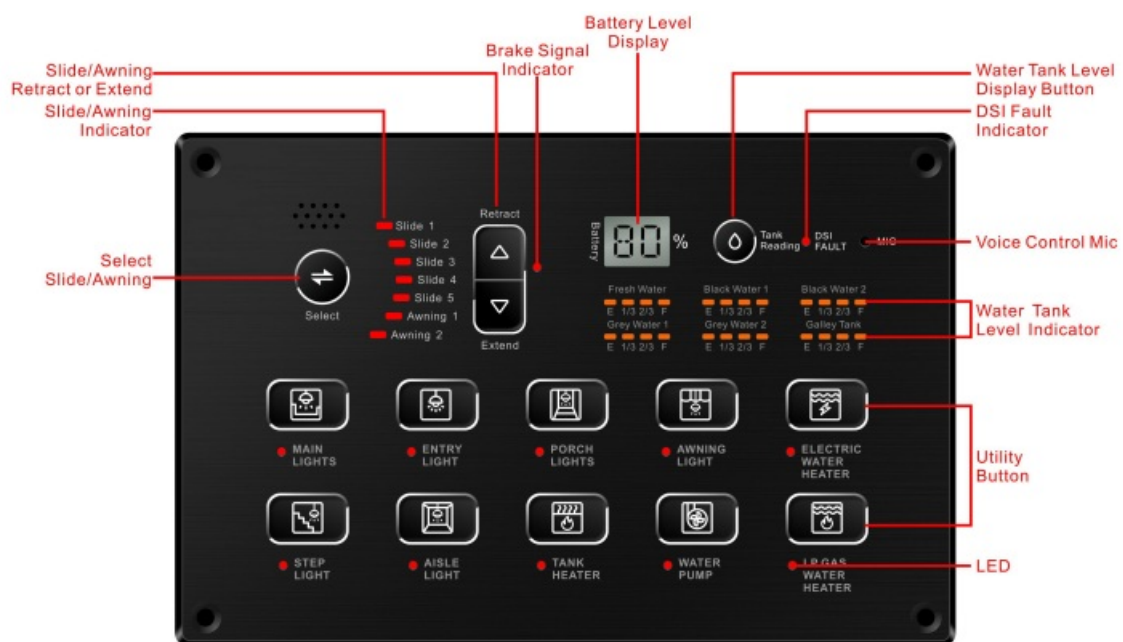 Battery Level
Display
Brake Signal
Indicator
Slide/Awning
Retract or Extend
Water Tank Level
Display Button
Slide/Awning
Indicator
DSI Fault
Indicator
Retract
Slide 1
Slide 2
Slide 3
Slide 4
Slide 5
Awning 1
Awning 2
Extend
Select
Slide/Awning
Select
Battery
80 %
Tank
Reading
DSI
FAULT
MIC
Voice Control Mic
Fresh Water
E 1/3 2/3 F
Black Water 1
E 1/3 2/3 F
Black Water 2
E 1/3 2/3 F
Grey Water 1
E 1/3 2/3 F
Grey Water 2
E 1/3 2/3 F
Galley Tank
E 1/3 2/3 F
Water Tank
Level Indicator
MAIN
LIGHTS
ENTRY
LIGHT
PORCH
LIGHTS
AWNING
LIGHT
ELECTRIC
WATER
HEATER
Utility
Button
STEP
LIGHT
AISLE
LIGHT
TANK
HEATER
WATER
PUMP
LP GAS
WATER
HEATER
LED